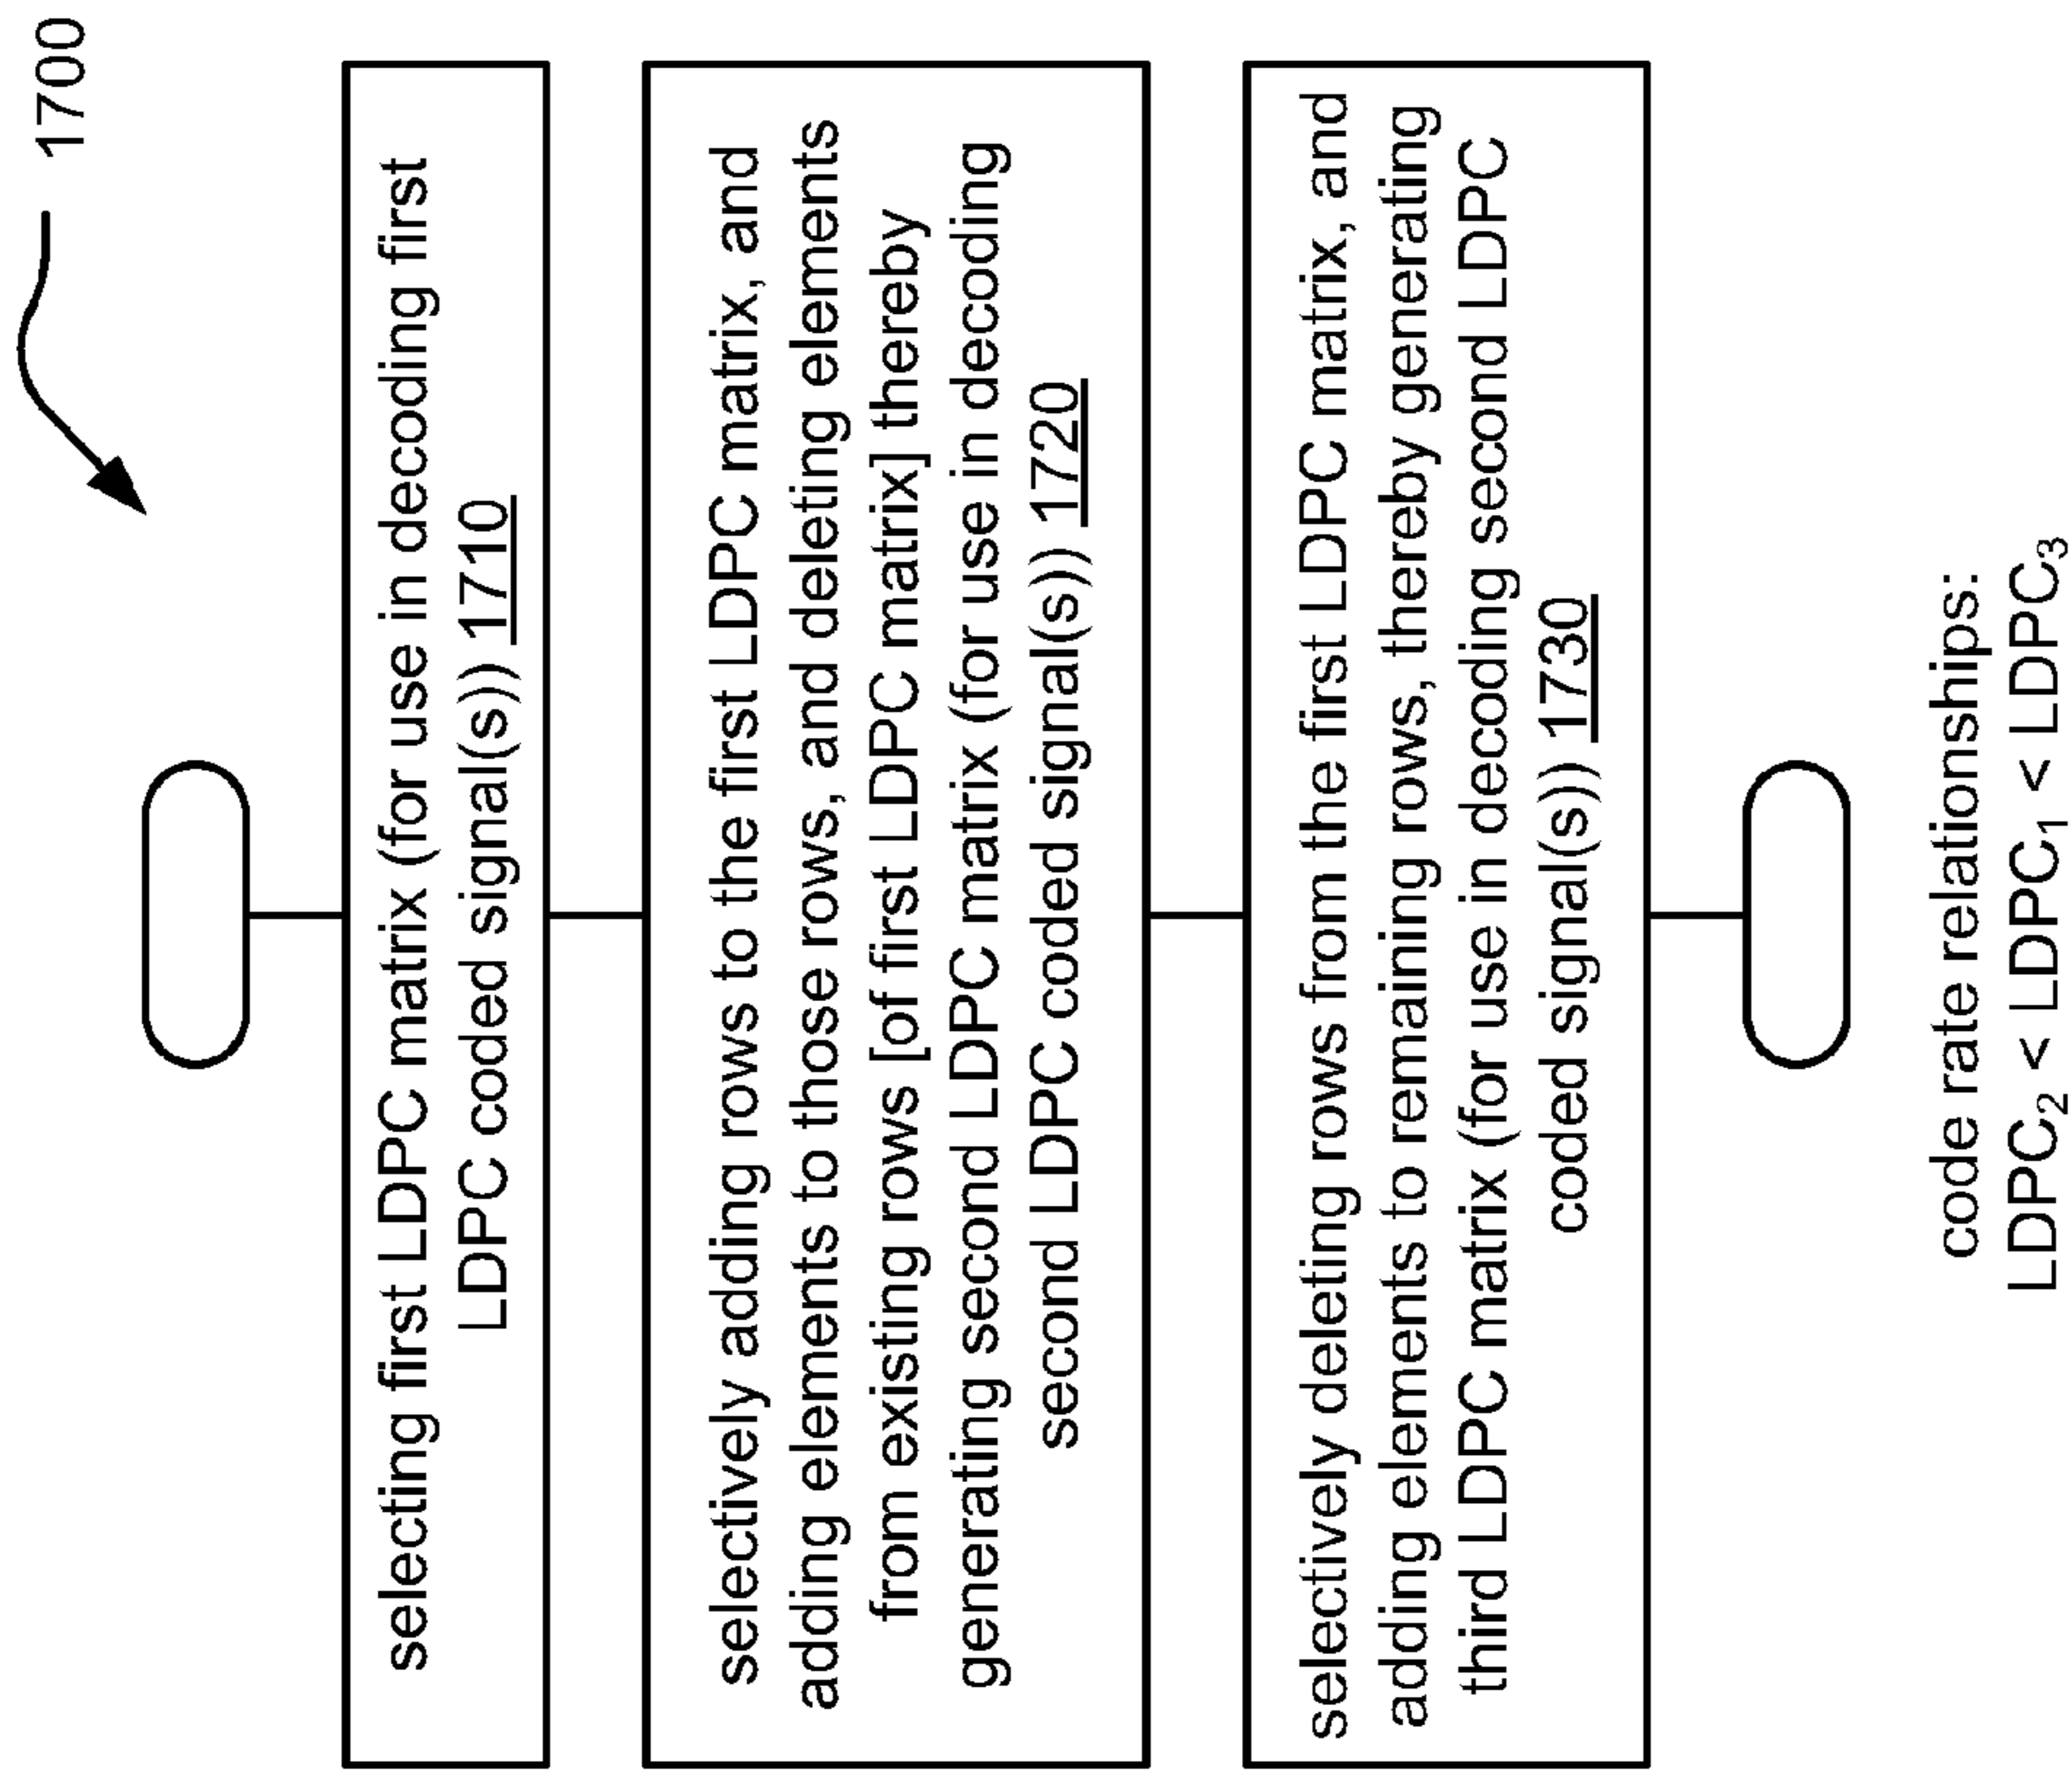 1700
selecting first LDPC matrix (for use in decoding first
LDPC coded signal(s)) 1710
selectively adding rows to the first LDPC matrix, and
adding elements to those rows, and deleting elements
from existing rows [of first LDPC matrix] thereby
generating second LDPC matrix (for use in decoding
second LDPC coded signal(s)) 1720
selectively deleting rows from the first LDPC matrix, and
adding elements to remaining rows, thereby generating
third LDPC matrix (for use in decoding second LDPC
coded signal(s)) 1730
code rate relationships:
LDPC₂ < LDPC₁ < LDPC₃